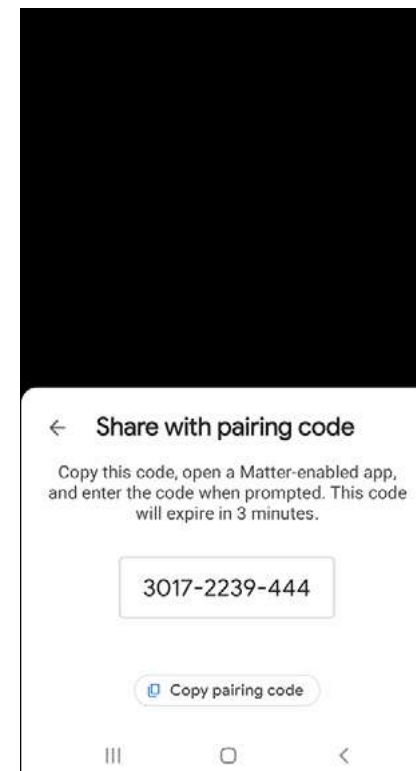 Share with pairing code
Copy this code, open a Matter-enabled app,
and enter the code when prompted. This code
will expire in 3 minutes.
3017-2239-444
Copy pairing code